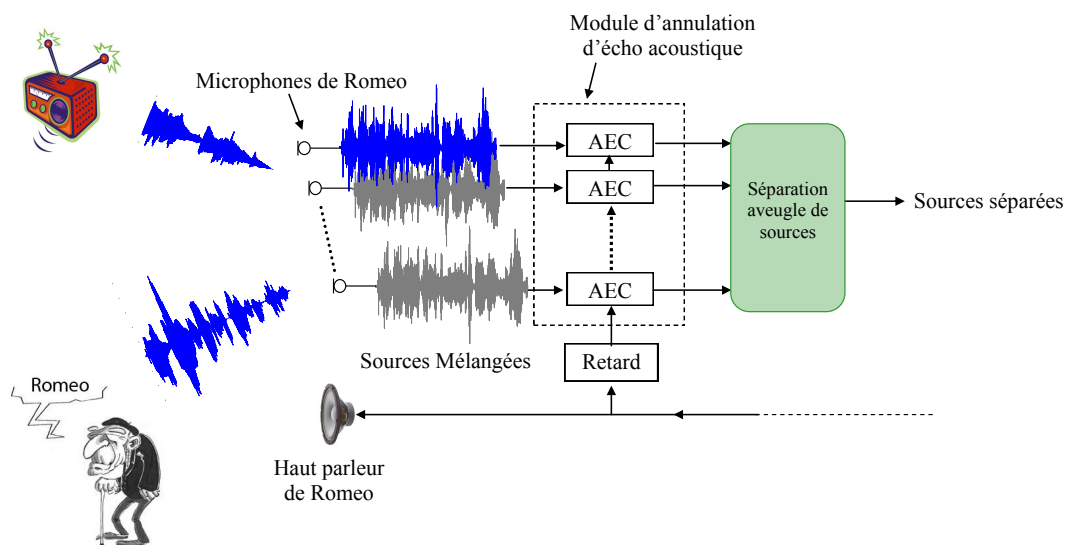 Module d'annulation
d'écho acoustique
Microphones de Romeo
AEC
AEC
Séparation
aveugle de
sources
Sources séparées
AEC
Sources Mélangées
Retard
Romeo
Haut parleur
de Romeo